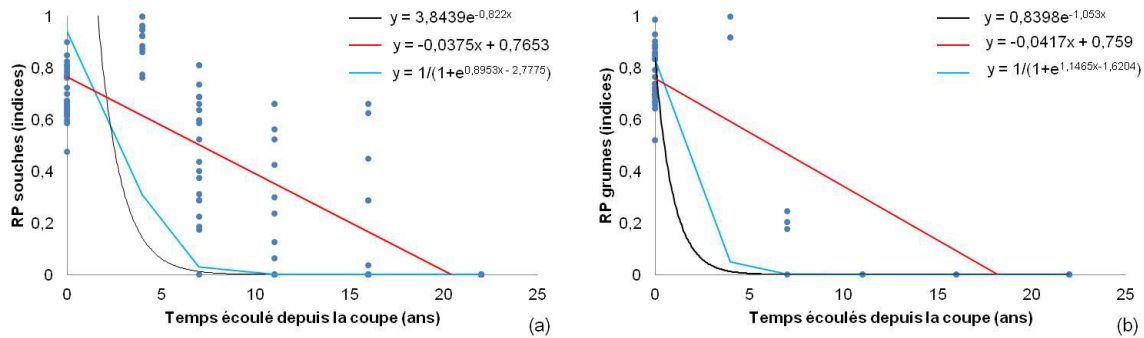 y = 3,8439e^-0,822x
y = -0,0375x + 0,7653
y = 1/(1+e^0,8953x - 2,7775)
RP souches (indices)
1
0,8
0,6
0,4
0,2
0
0 5 10 15 20 25
Temps écoulé depuis la coupe (ans)
(a)
y = 0,8398e^-1,053x
y = -0,0417x + 0,759
y = 1/(1+e^1,1465x-1,6204)
RP grumes (indices)
1
0,8
0,6
0,4
0,2
0
0 5 10 15 20 25
Temps écoulés depuis la coupe (ans)
(b)